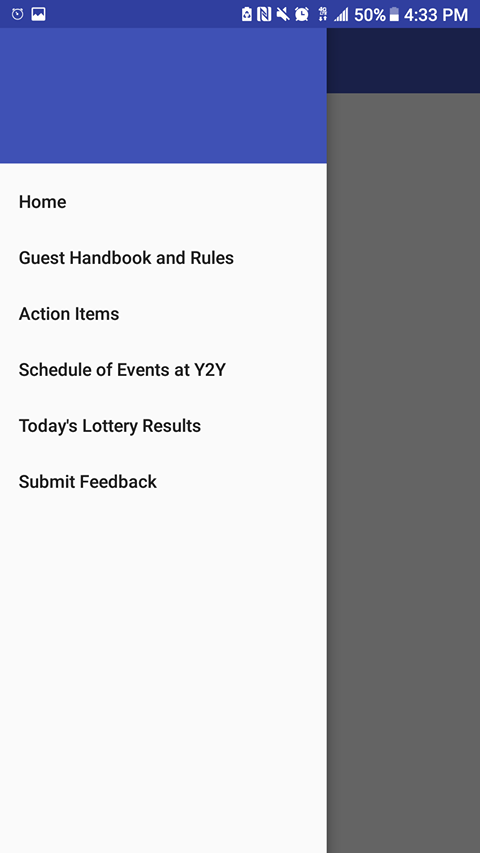 50% 4:33 PM
Home
Guest Handbook and Rules
Action Items
Schedule of Events at Y2Y
Today's Lottery Results
Submit Feedback